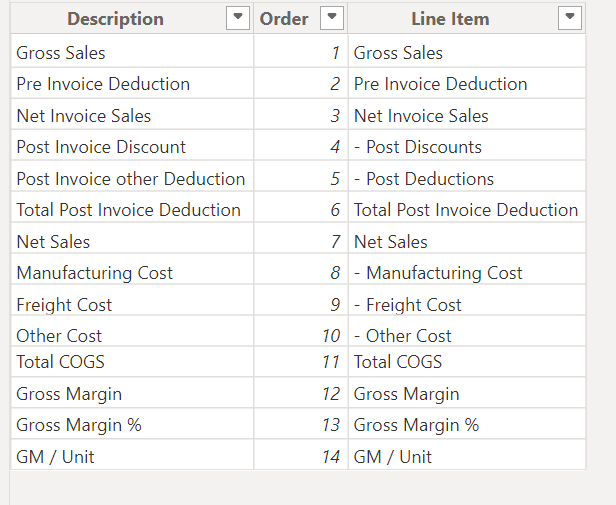 Description Order Line Item
Gross Sales 1 Gross Sales
Pre Invoice Deduction 2 Pre Invoice Deduction
Net Invoice Sales 3 Net Invoice Sales
Post Invoice Discount 4 - Post Discounts
Post Invoice other Deduction 5 - Post Deductions
Total Post Invoice Deduction 6 Total Post Invoice Deduction
Net Sales 7 Net Sales
Manufacturing Cost 8 - Manufacturing Cost
Freight Cost 9 - Freight Cost
Other Cost 10 - Other Cost
Total COGS 11 Total COGS
Gross Margin 12 Gross Margin
Gross Margin % 13 Gross Margin %
GM / Unit 14 GM / Unit